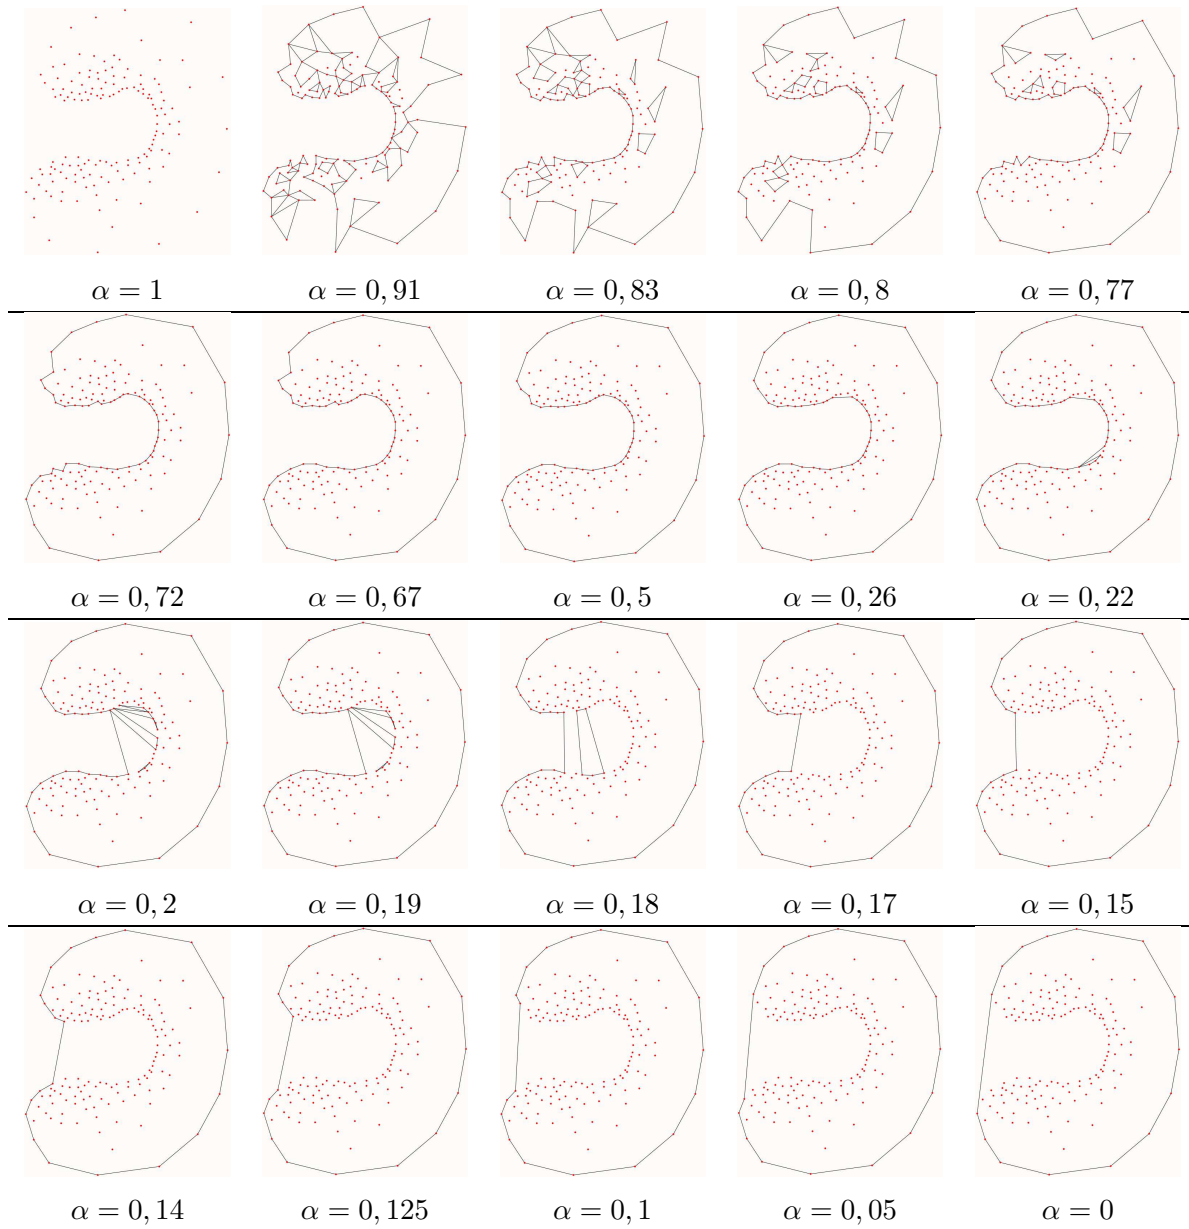 α = 1 α = 0, 91 α = 0, 83 α = 0, 8 α = 0, 77
α = 0, 72 α = 0, 67 α = 0, 5 α = 0, 26 α = 0, 22
α = 0, 2 α = 0, 19 α = 0, 18 α = 0, 17 α = 0, 15
α = 0, 14 α = 0, 125 α = 0, 1 α = 0, 05 α = 0